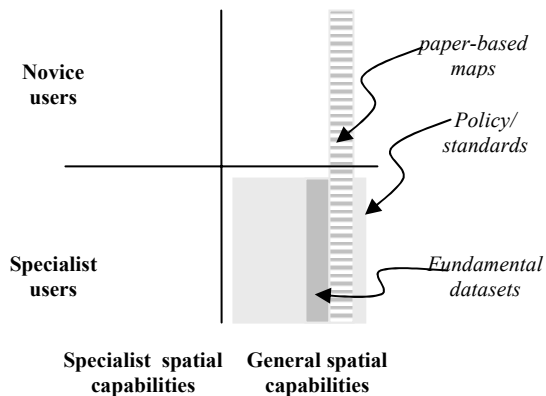 paper-based
maps
Novice
users
Policy/
standards
Specialist
users
Fundamental
datasets
Specialist spatial
capabilities
General spatial
capabilities